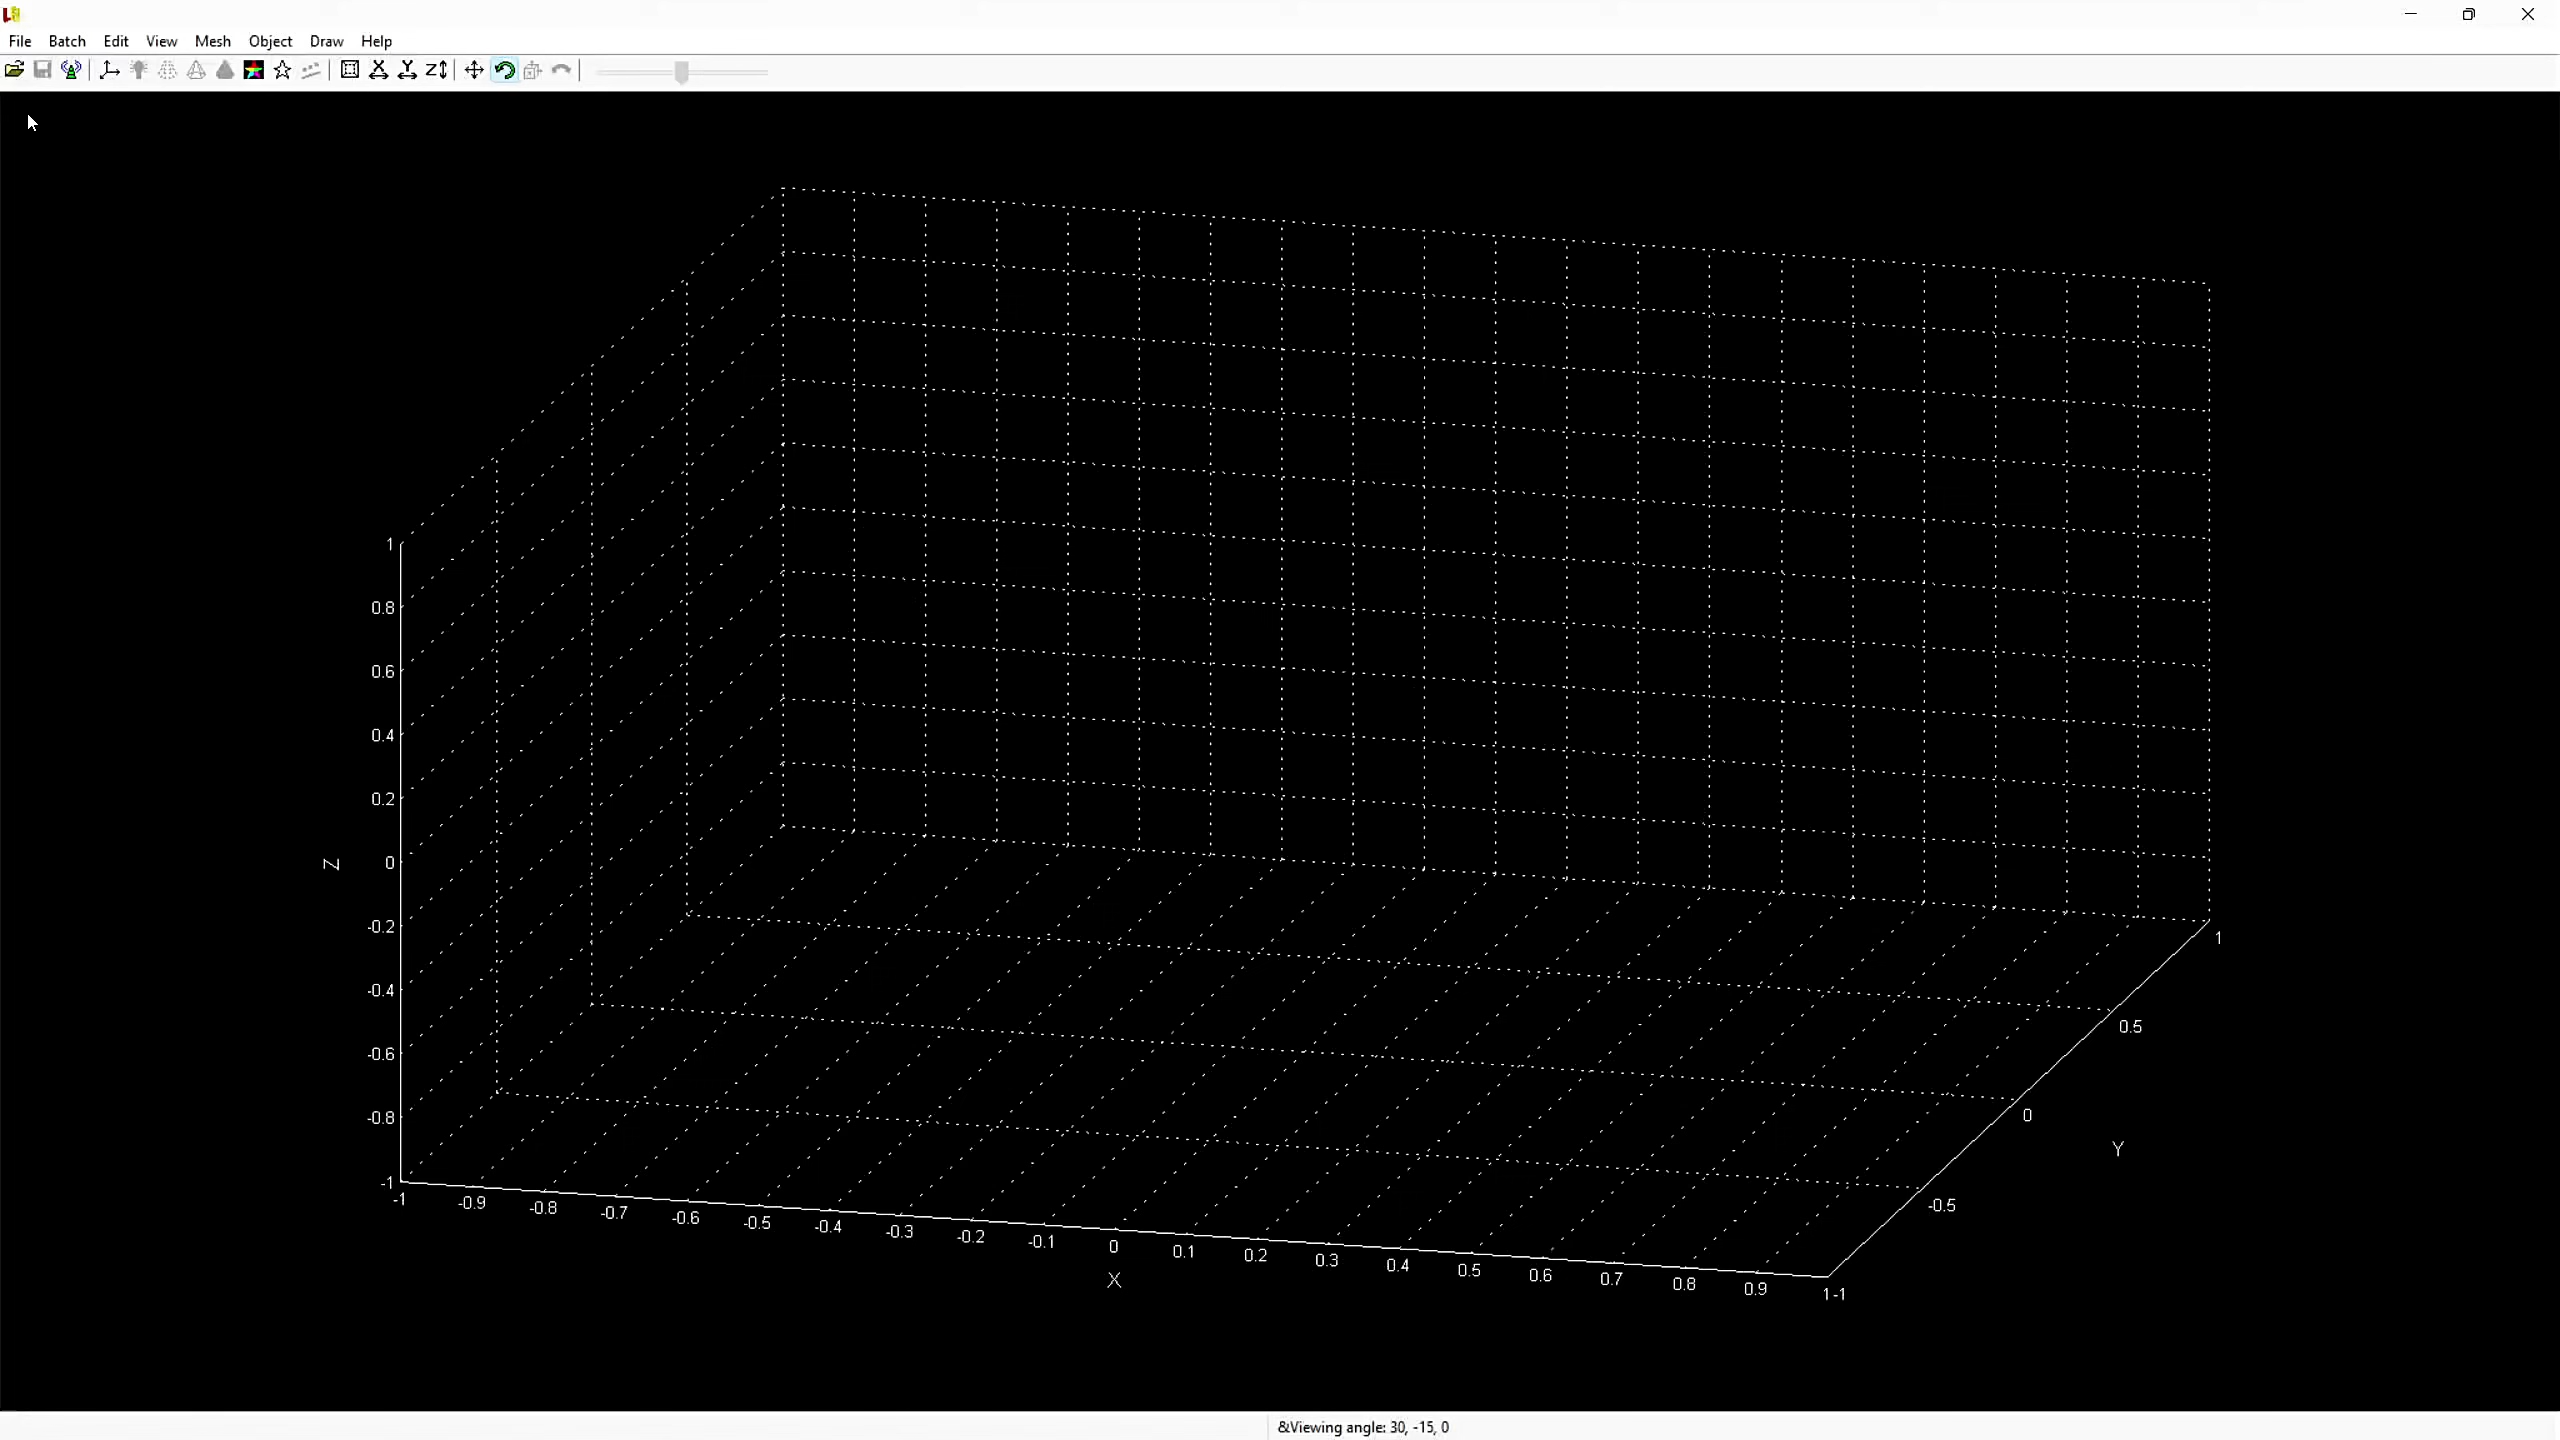 File Batch Edit View Mesh Object Draw Help
X Y Z
1
0.8
0.6
0.4
0.2
Z 0
-0.2
-0.4
-0.6
-0.8
-1
-1 -0.9 -0.8 -0.7 -0.6 -0.5 -0.4 -0.3 -0.2 -0.1 0 0.1 0.2 0.3 0.4 0.5 0.6 0.7 0.8 0.9 1
X
-1 -0.5 0 0.5 1
Y
&Viewing angle: 30, -15, 0